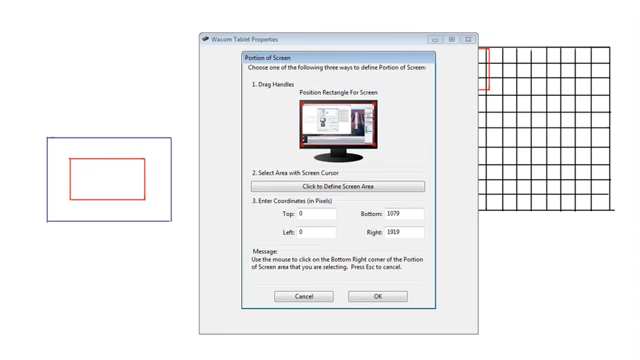 Wacom Tablet Properties
Portion of Screen
Choose one of the following three ways to define Portion of Screen:
1. Drag Handles
Position Rectangle For Screen
2. Select Area with Screen Cursor
Click to Define Screen Area
3. Enter Coordinates (in Pixels)
Top: 0 Bottom: 1079
Left: 0 Right: 1919
Message:
Use the mouse to click on the Bottom Right corner of the Portion
of Screen area that you are selecting. Press Esc to cancel.
Cancel OK